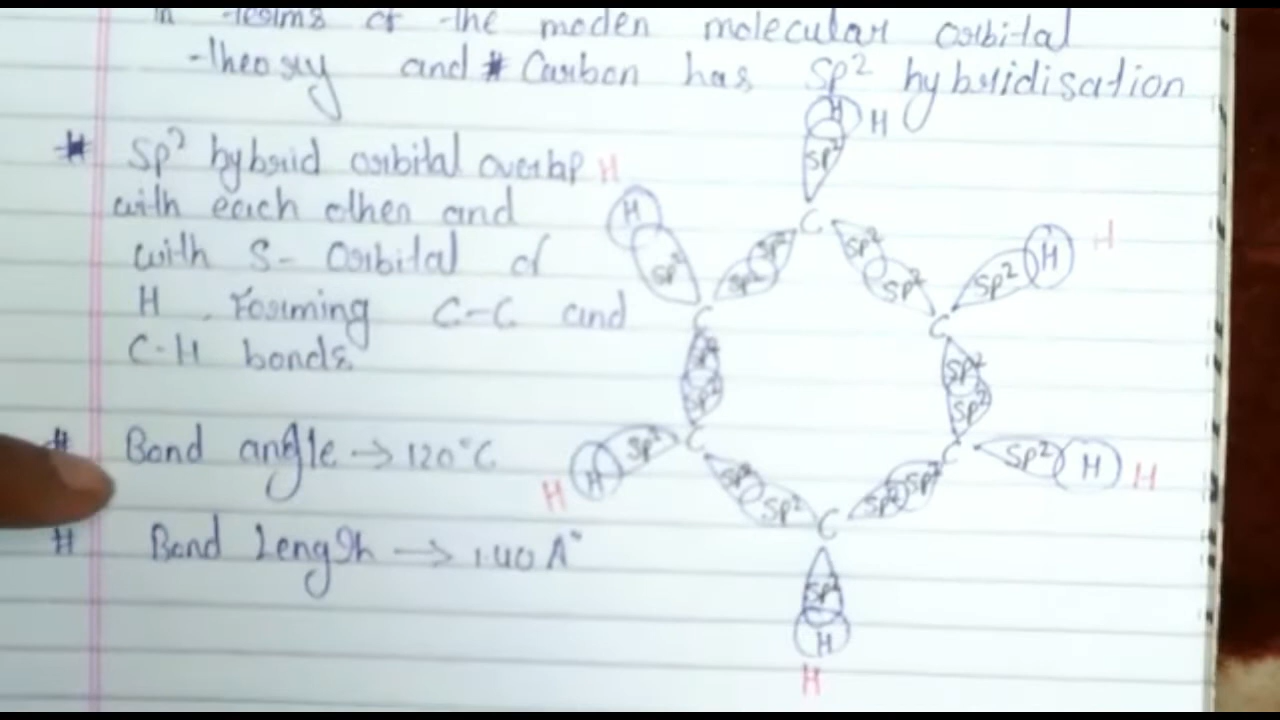 in terms of the moden molecular orbital
theory and # Carbon has Sp² hybridisation
# Sp² hybrid orbital overlap
with each other and
with S- Orbital of
H . Forming C-C and
C-H bonds
# Bond angle → 120°C
# Bond Length → 1.40 A°
H H
sp²
H
H
sp²
sp² sp²
C
sp² sp²
sp² H
H
C
C
sp² sp²
sp² sp²
H
H
sp²
C
C
sp² H
H
sp² sp²
sp² sp²
C
sp²
H
H